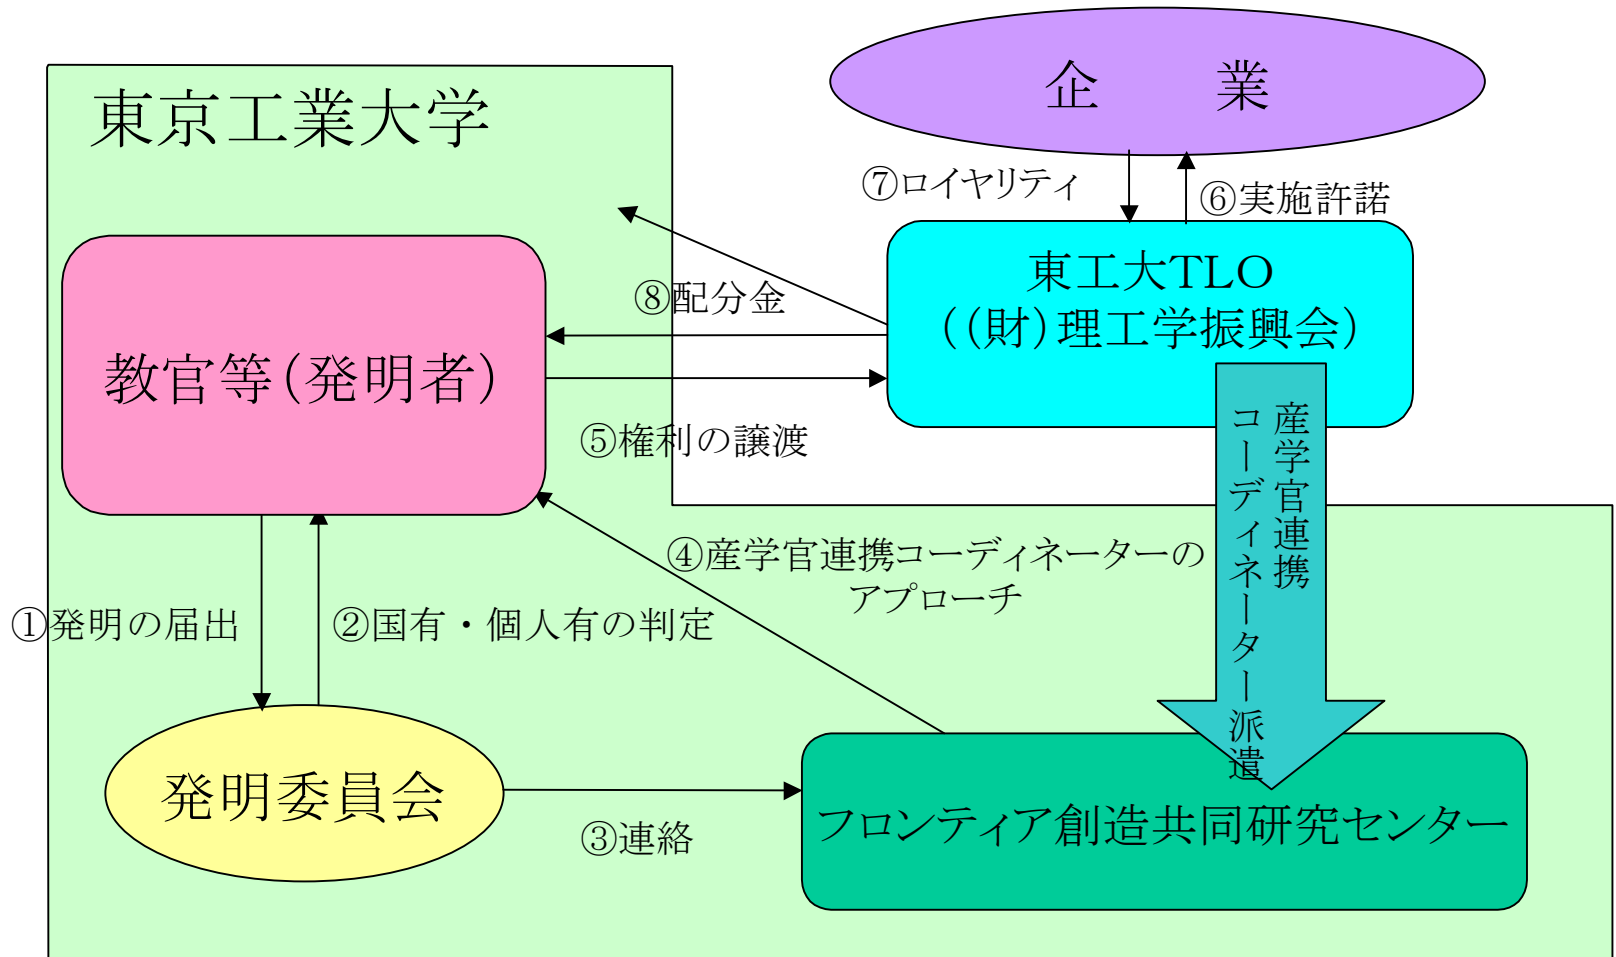 企　業
東京工業大学
⑦ロイヤリティ
⑥実施許諾
東工大TLO
((財)理工学振興会)
⑧配分金
教官等(発明者)
⑤権利の譲渡
産学官連携
コーディネーター派遣
④産学官連携コーディネーターの
アプローチ
①発明の届出
②国有・個人有の判定
発明委員会
③連絡
フロンティア創造共同研究センター